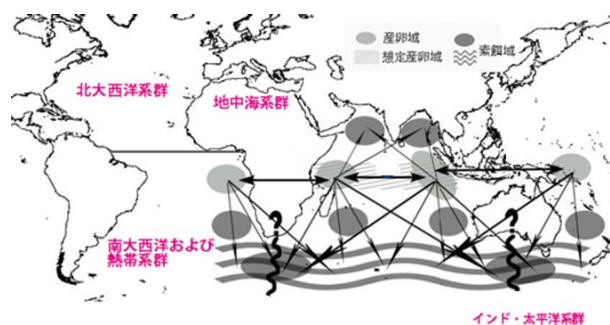 産卵域
索餌域
想定産卵域
北大西洋系群
地中海系群
南大西洋および
熱帯系群
?
?
インド・太平洋系群